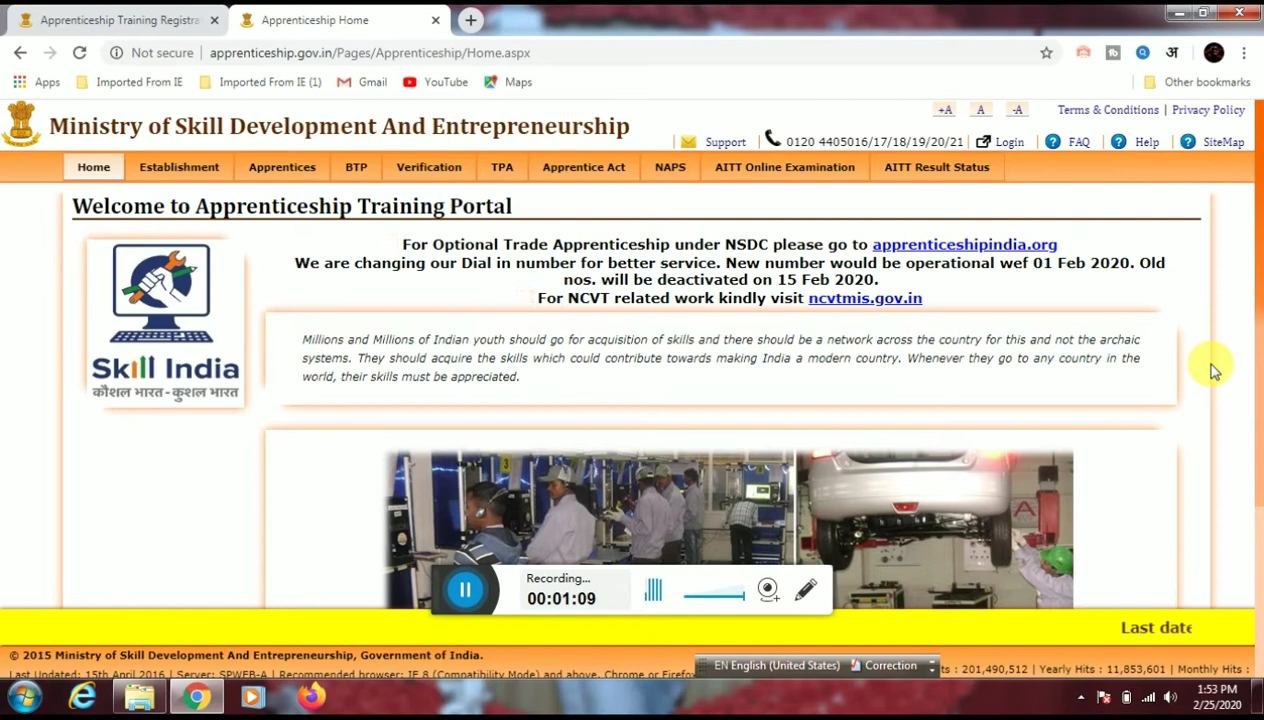 Apprenticeship Training Registra
Apprenticeship Home
Not secure | apprenticeship.gov.in/Pages/Apprenticeship/Home.aspx
अ
Apps
Imported From IE
Imported From IE (1)
Gmail
YouTube
Maps
Other bookmarks
+A A -A Terms & Conditions | Privacy Policy
Ministry of Skill Development And Entrepreneurship
Support 0120 4405016/17/18/19/20/21 Login FAQ Help SiteMap
Home Establishment Apprentices BTP Verification TPA Apprentice Act NAPS AITT Online Examination AITT Result Status
Welcome to Apprenticeship Training Portal
For Optional Trade Apprenticeship under NSDC please go to apprenticeshipindia.org
We are changing our Dial in number for better service. New number would be operational wef 01 Feb 2020. Old
nos. will be deactivated on 15 Feb 2020.
For NCVT related work kindly visit ncvtmis.gov.in
Skill India
कौशल भारत - कुशल भारत
Millions and Millions of Indian youth should go for acquisition of skills and there should be a network across the country for this and not the archaic
systems. They should acquire the skills which could contribute towards making India a modern country. Whenever they go to any country in the
world, their skills must be appreciated.
3
A
Recording...
00:01:09
Last date
© 2015 Ministry of Skill Development And Entrepreneurship, Government of India.
Last Updated: 15th April 2016 | Server: SPWEB-A | Recommended browser: IE 8 (Compatibility Mode) and above, Chrome or Firefox
EN English (United States) Correction
ts : 201,490,512 | Yearly Hits : 11,853,601 | Monthly Hits :
1:53 PM
2/25/2020